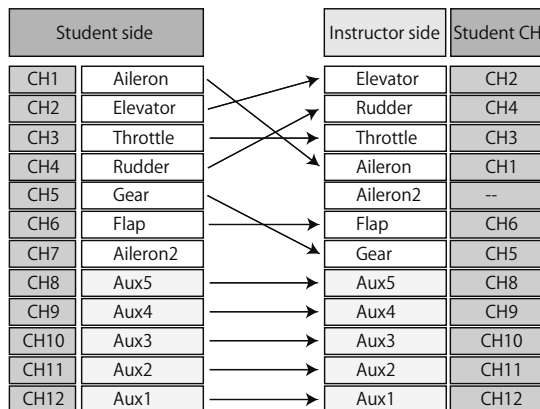 Student side Instructor side Student CH
CH1 Aileron Elevator CH2
CH2 Elevator Rudder CH4
CH3 Throttle Throttle CH3
CH4 Rudder Aileron CH1
CH5 Gear Aileron2 --
CH6 Flap Flap CH6
CH7 Aileron2 Gear CH5
CH8 Aux5 Aux5 CH8
CH9 Aux4 Aux4 CH9
CH10 Aux3 Aux3 CH10
CH11 Aux2 Aux2 CH11
CH12 Aux1 Aux1 CH12